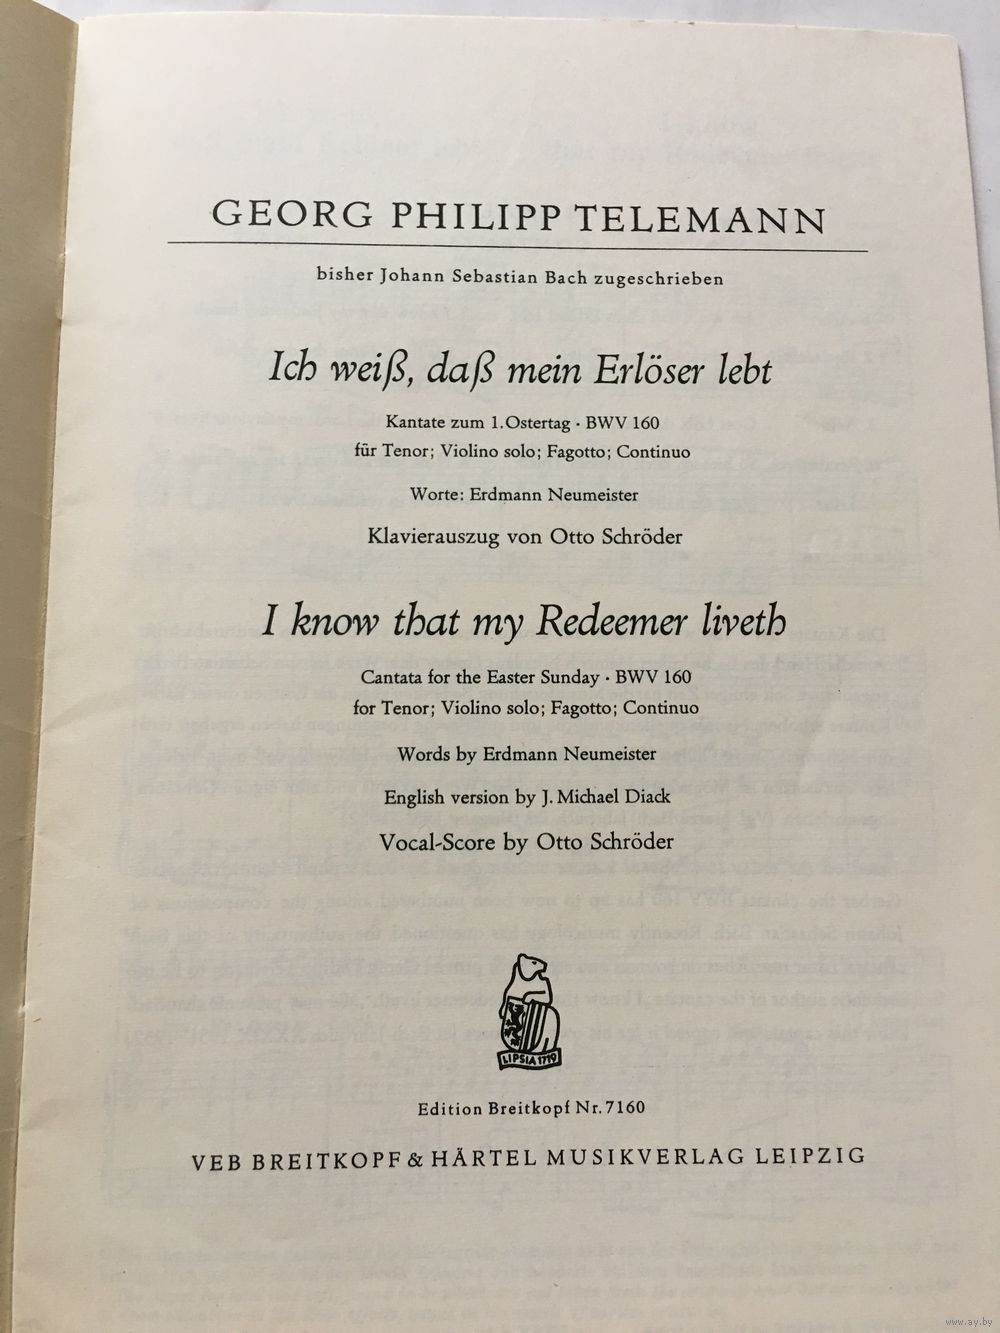 GEORG PHILIPP TELEMANN
bisher Johann Sebastian Bach zugeschrieben
Ich weiß, daß mein Erlöser lebt
Kantate zum 1. Ostertag · BWV 160
für Tenor; Violino solo; Fagotto; Continuo
Worte: Erdmann Neumeister
Klavierauszug von Otto Schröder
I know that my Redeemer liveth
Cantata for the Easter Sunday · BWV 160
for Tenor; Violino solo; Fagotto; Continuo
Words by Erdmann Neumeister
English version by J. Michael Diack
Vocal-Score by Otto Schröder
LIPSIA 1719
Edition Breitkopf Nr. 7160
VEB BREITKOPF & HÄRTEL MUSIKVERLAG LEIPZIG
www.ay.by